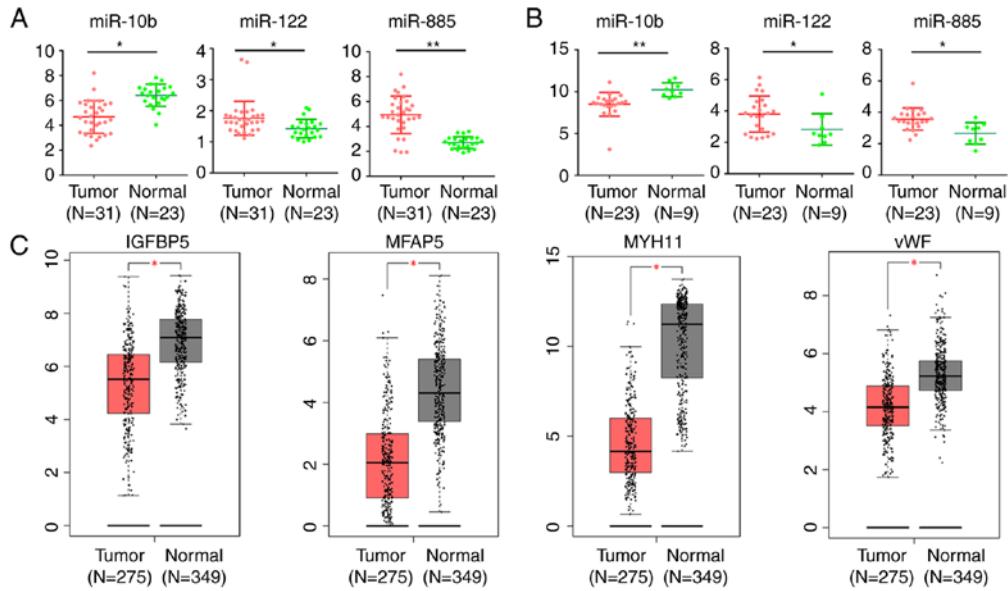 A
miR-10b
miR-122
miR-885
*
*
**
10
8
6
4
2
0
4
3
2
1
0
10
8
6
4
2
0
Tumor Normal
(N=31) (N=23)
Tumor Normal
(N=31) (N=23)
Tumor Normal
(N=31) (N=23)
B
miR-10b
miR-122
miR-885
**
*
*
15
10
5
0
8
6
4
2
0
8
6
4
2
0
Tumor Normal
(N=23) (N=9)
Tumor Normal
(N=23) (N=9)
Tumor Normal
(N=23) (N=9)
C
IGFBP5
*
10
8
6
4
2
0
Tumor Normal
(N=275) (N=349)
MFAP5
*
8
6
4
2
0
Tumor Normal
(N=275) (N=349)
MYH11
*
15
10
5
0
Tumor Normal
(N=275) (N=349)
vWF
*
8
6
4
2
0
Tumor Normal
(N=275) (N=349)